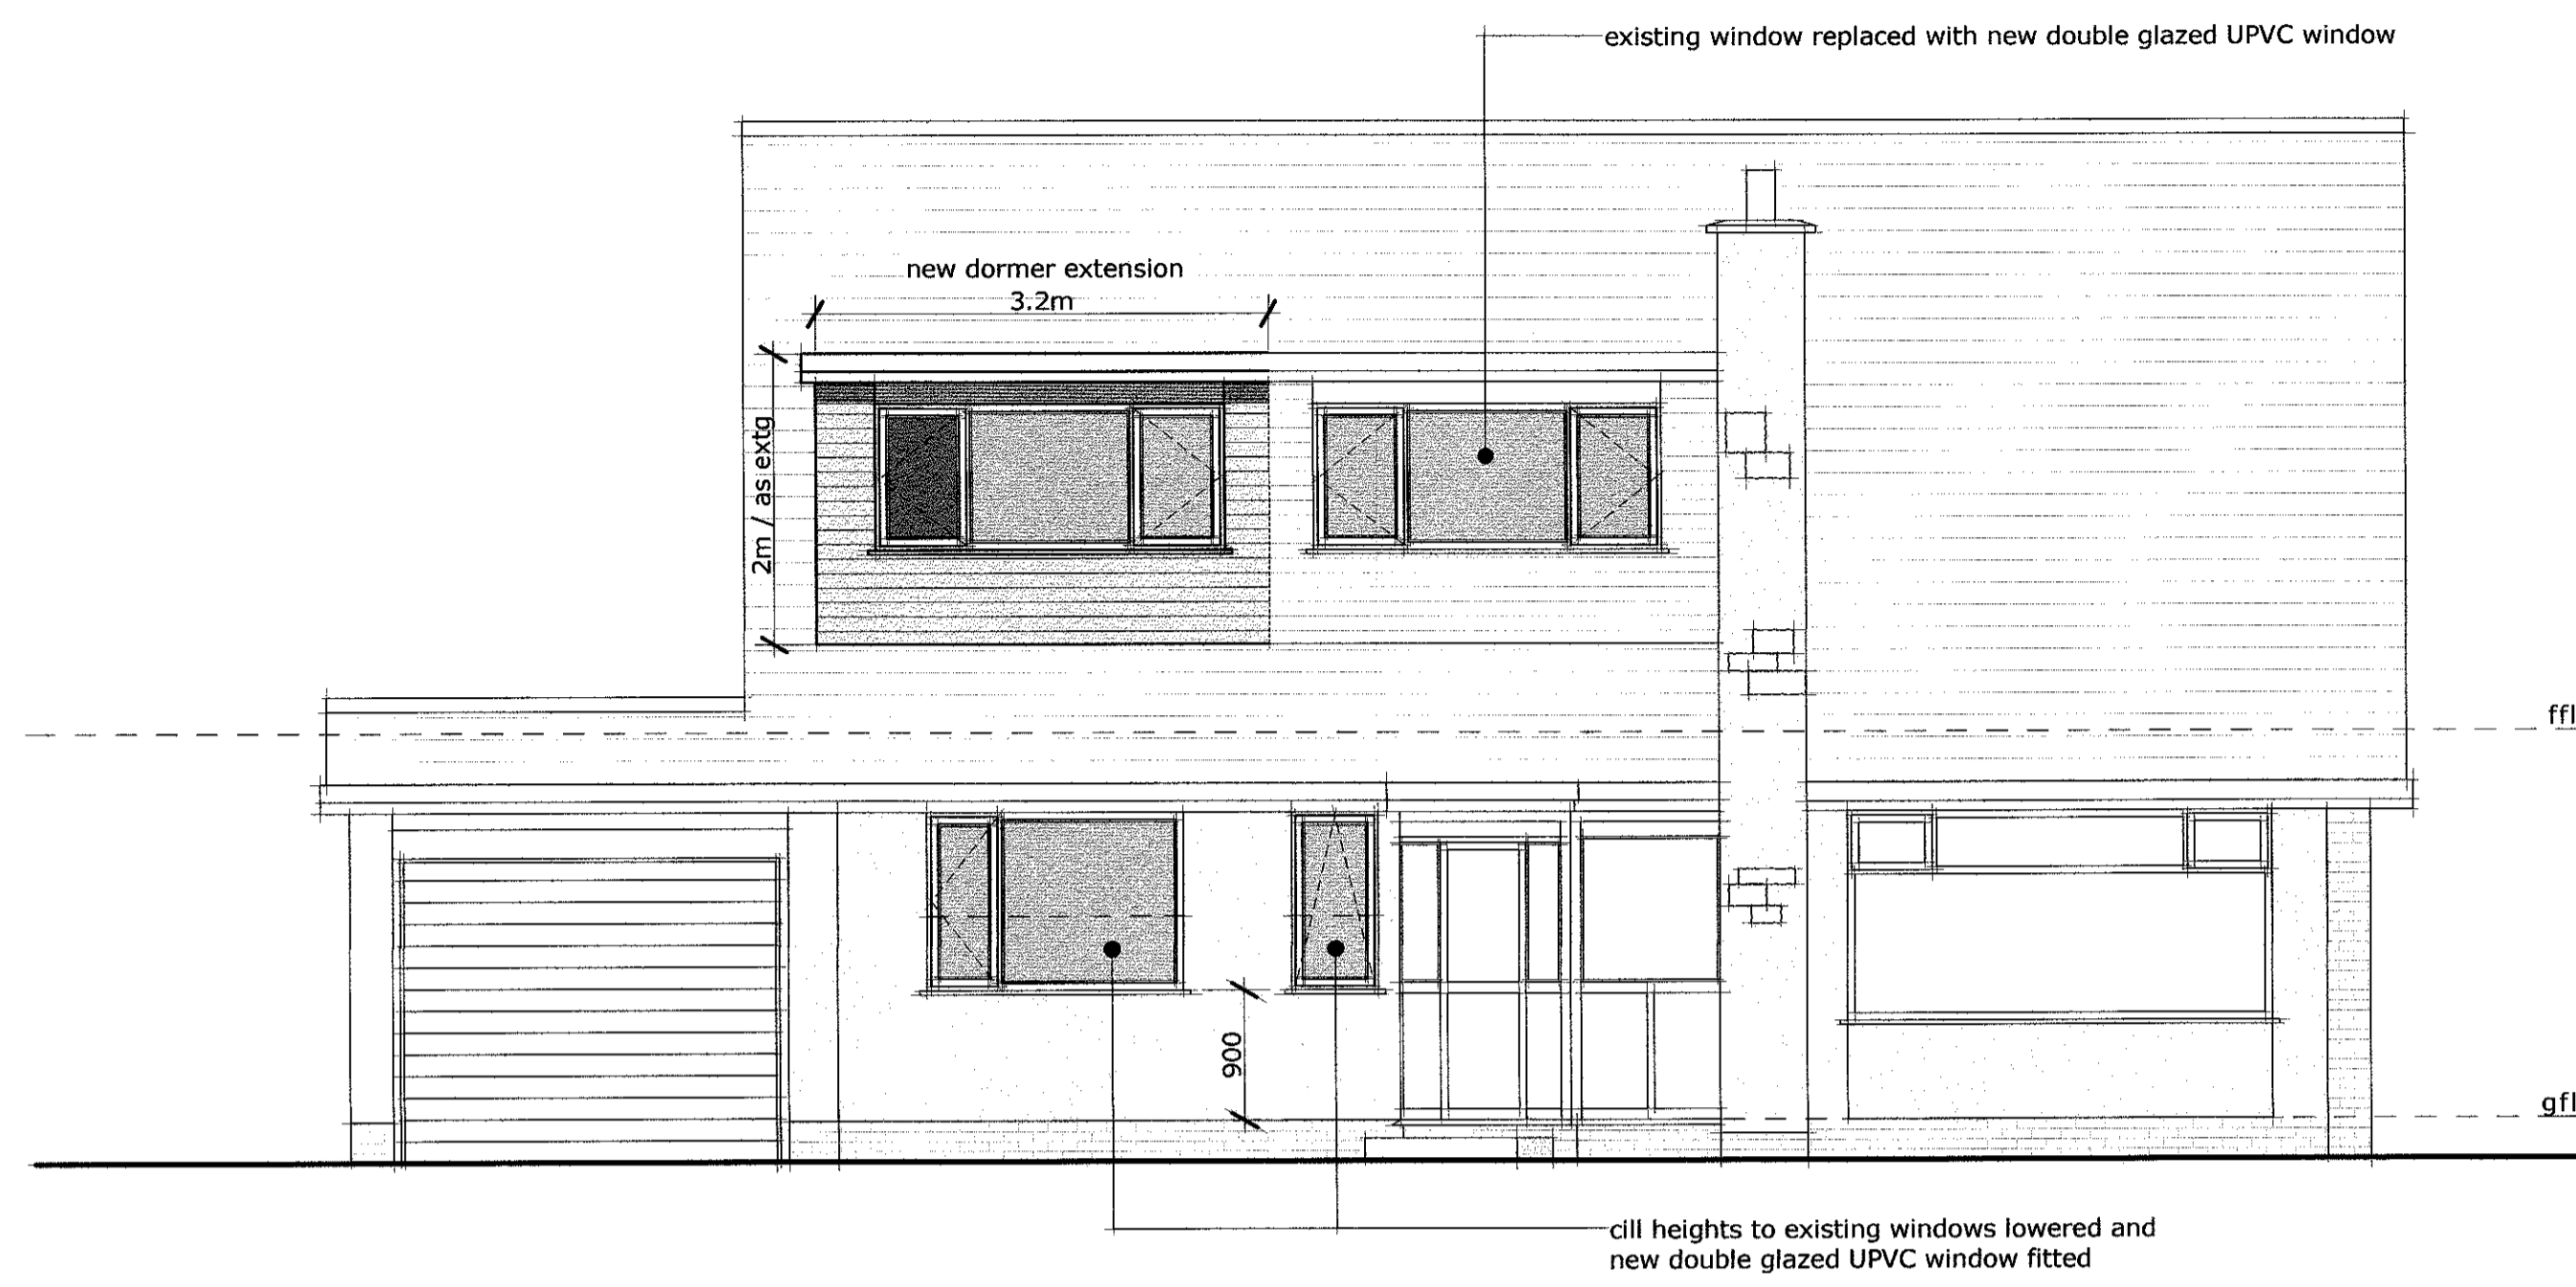 existing window replaced with new double glazed UPVC window
new dormer extension
3.2m
2m / as extg
ffl
900
gfl
cill heights to existing windows lowered and
new double glazed UPVC window fitted